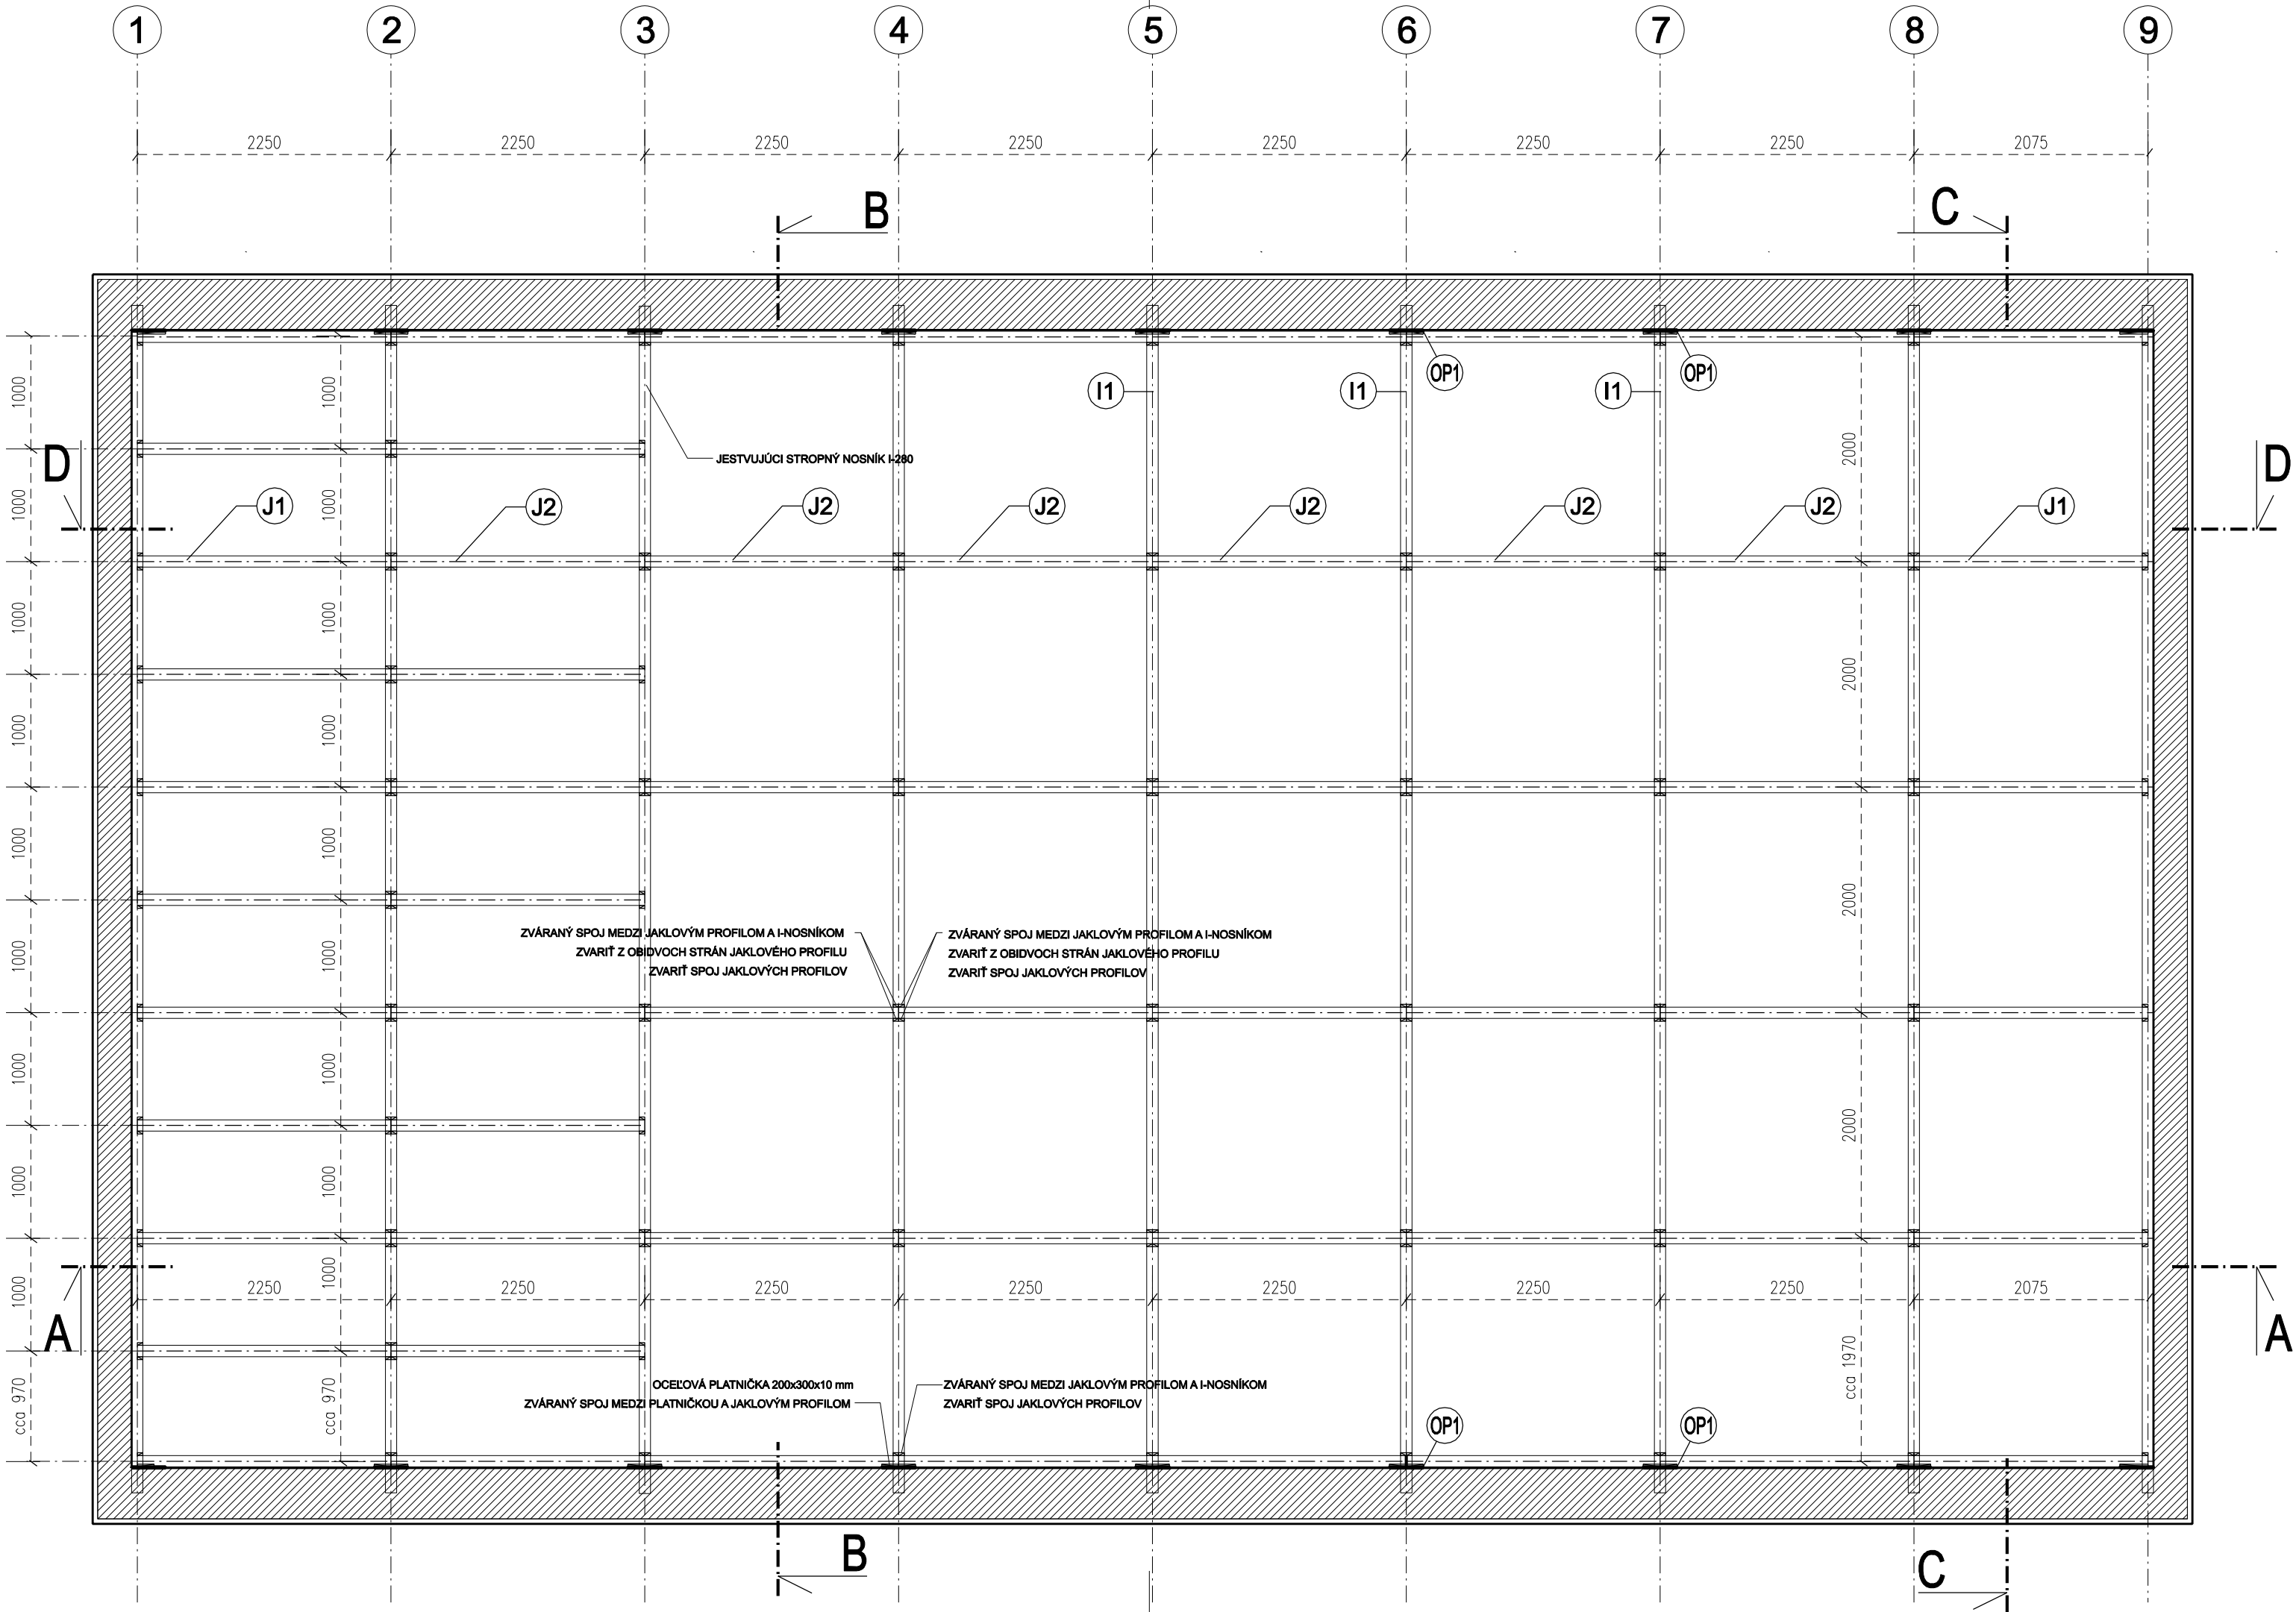 1 2 3 4 5 6 7 8 9
2250 2250 2250 2250 2250 2250 2250 2075
B C
1000 1000
OP1 OP1
I1 I1 I1
2000
D D
JESTVUJÚCI STROPNÝ NOSNÍK I-280
1000 1000
J1 J2 J2 J2 J2 J2 J2 J1
1000 1000
2000
1000 1000
1000 1000
2000
ZVÁRANÝ SPOJ MEDZI JAKLOVÝM PROFILOM A I-NOSNÍKOM
ZVARIŤ Z OBIDVOCH STRÁN JAKLOVÉHO PROFILU
ZVARIŤ SPOJ JAKLOVÝCH PROFILOV
ZVÁRANÝ SPOJ MEDZI JAKLOVÝM PROFILOM A I-NOSNÍKOM
ZVARIŤ Z OBIDVOCH STRÁN JAKLOVÉHO PROFILU
ZVARIŤ SPOJ JAKLOVÝCH PROFILOV
1000 1000
1000 1000
2000
1000 1000
1000 1000
2250 2250 2250 2250 2250 2250 2250 2075
A A
cca 1970
OCEĽOVÁ PLATNIČKA 200x300x10 mm
ZVÁRANÝ SPOJ MEDZI PLATNIČKOU A JAKLOVÝM PROFILOM
ZVÁRANÝ SPOJ MEDZI JAKLOVÝM PROFILOM A I-NOSNÍKOM
ZVARIŤ SPOJ JAKLOVÝCH PROFILOV
cca 970 cca 970
OP1 OP1
B C